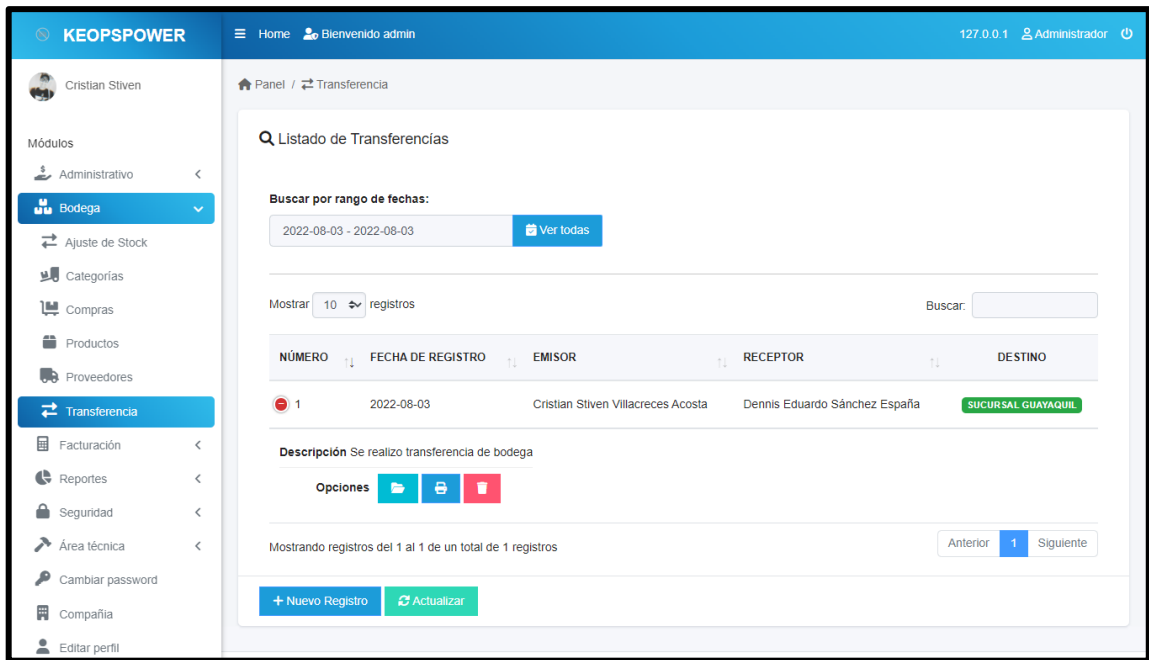 KEOPSPOWER
Home Bienvenido admin
127.0.0.1 Administrador
Cristian Stiven
Módulos
Administrativo
Bodega
Ajuste de Stock
Categorías
Compras
Productos
Proveedores
Transferencia
Facturación
Reportes
Seguridad
Área técnica
Cambiar password
Compañia
Editar perfil
Panel / Transferencia
Listado de Transferencías
Buscar por rango de fechas:
2022-08-03 - 2022-08-03 Ver todas
Mostrar 10 registros
Buscar:
NÚMERO FECHA DE REGISTRO EMISOR RECEPTOR DESTINO
1 2022-08-03 Cristian Stiven Villacreces Acosta Dennis Eduardo Sánchez España SUCURSAL GUAYAQUIL
Descripción Se realizo transferencia de bodega
Opciones
Mostrando registros del 1 al 1 de un total de 1 registros
Anterior 1 Siguiente
+ Nuevo Registro Actualizar